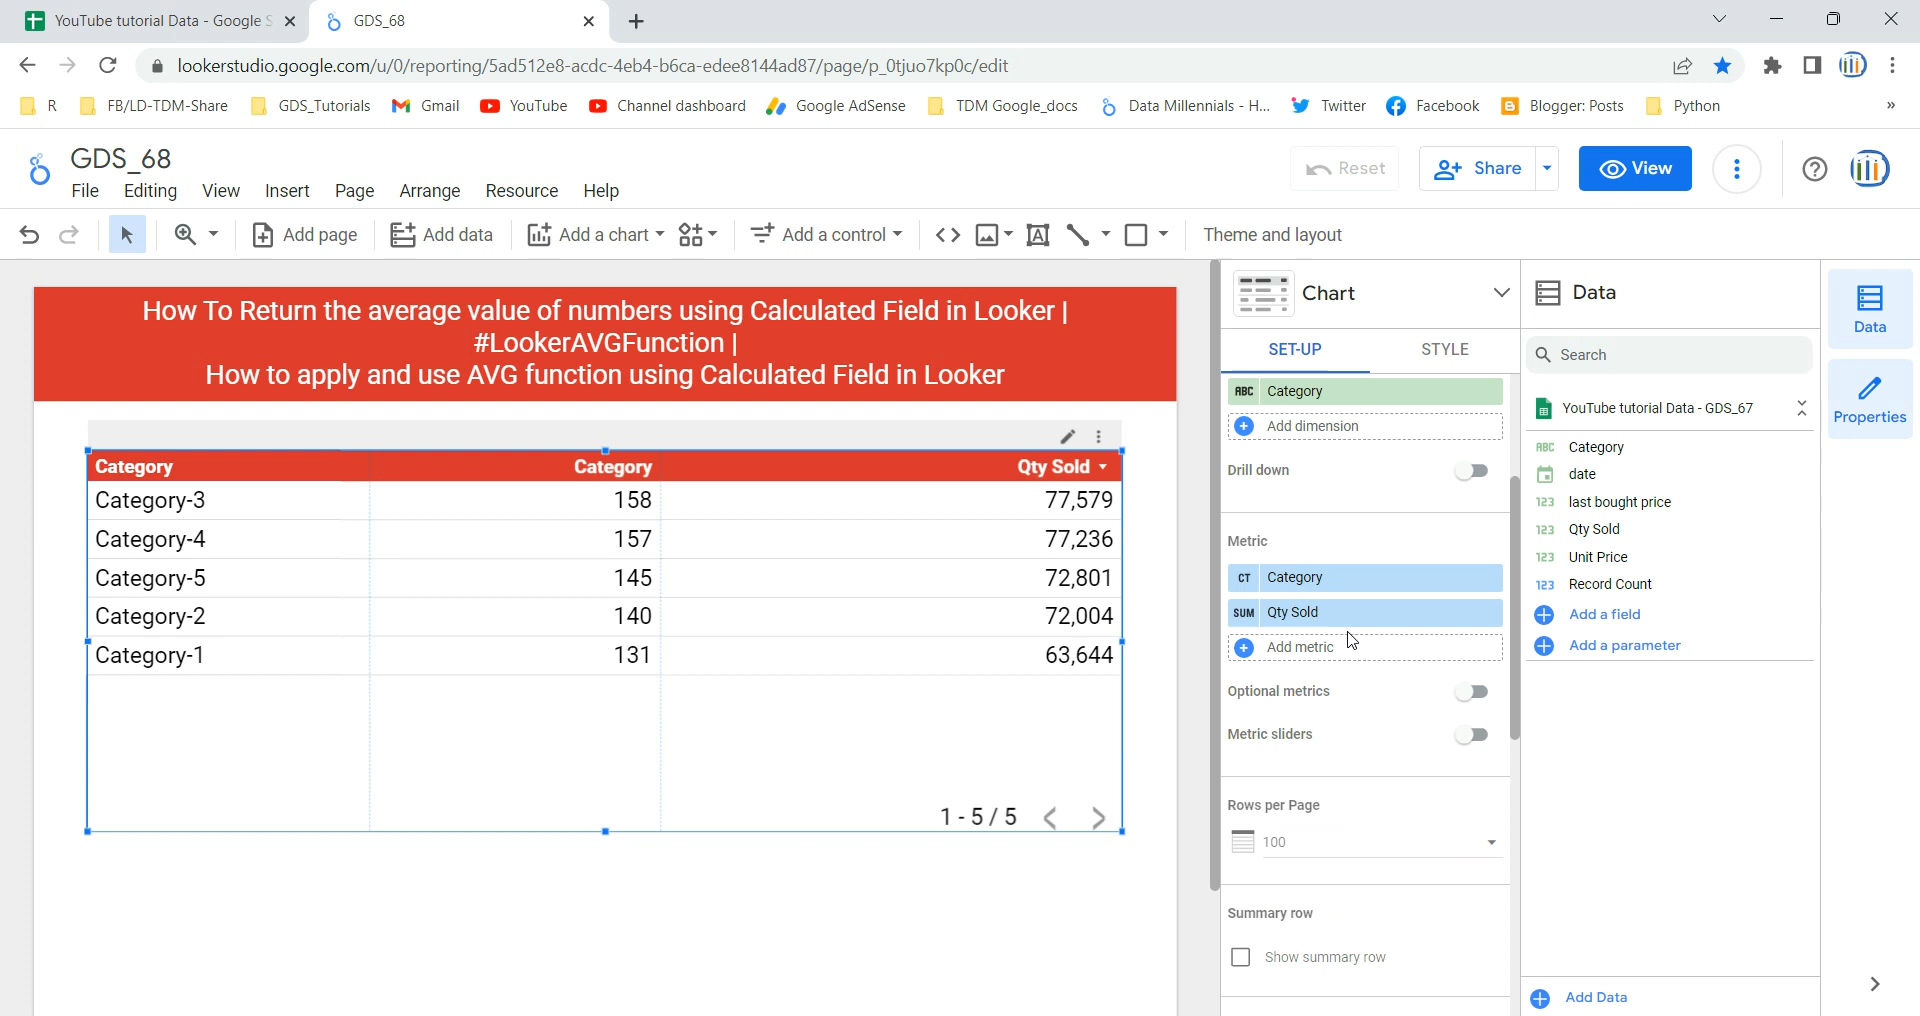 YouTube tutorial Data - Google S
GDS_68
lookerstudio.google.com/u/0/reporting/5ad512e8-acdc-4eb4-b6ca-edee8144ad87/page/p_0tjuo7kp0c/edit
R FB/LD-TDM-Share GDS_Tutorials Gmail YouTube Channel dashboard Google AdSense TDM Google_docs Data Millennials - H... Twitter Facebook Blogger: Posts Python »
GDS_68
Reset Share View
File Editing View Insert Page Arrange Resource Help
Add page Add data Add a chart Add a control Theme and layout
How To Return the average value of numbers using Calculated Field in Looker |
#LookerAVGFunction |
How to apply and use AVG function using Calculated Field in Looker
Category Category Qty Sold
Category-3 158 77,579
Category-4 157 77,236
Category-5 145 72,801
Category-2 140 72,004
Category-1 131 63,644
1 - 5 / 5
Chart
SET-UP STYLE
ABC Category
Add dimension
Drill down
Metric
CT Category
SUM Qty Sold
Add metric
Optional metrics
Metric sliders
Rows per Page
100
Summary row
Show summary row
Data
Search
YouTube tutorial Data - GDS_67
ABC Category
date
123 last bought price
123 Qty Sold
123 Unit Price
123 Record Count
Add a field
Add a parameter
Add Data
Data
Properties